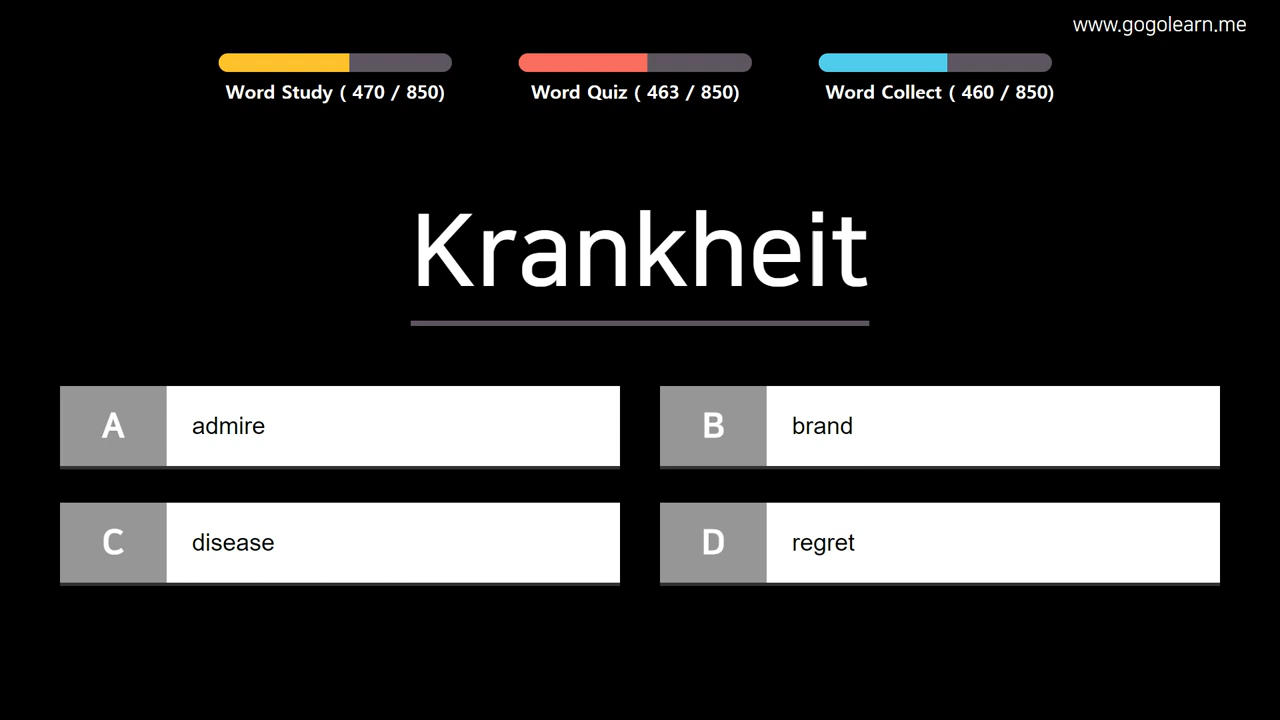 www.gogolearn.me
Word Study ( 470 / 850)
Word Quiz ( 463 / 850)
Word Collect ( 460 / 850)
Krankheit
A admire
B brand
C disease
D regret